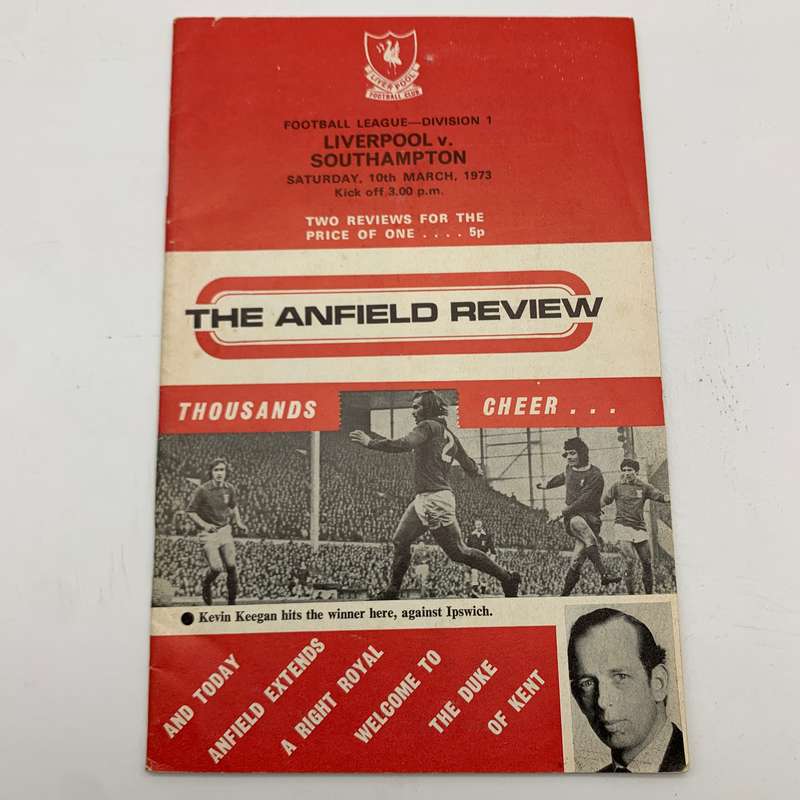 LIVERPOOL
FOOTBALL CLUB
FOOTBALL LEAGUE—DIVISION 1
LIVERPOOL v.
SOUTHAMPTON
SATURDAY, 10th MARCH, 1973
Kick off 3.00 p.m.
TWO REVIEWS FOR THE
PRICE OF ONE . . . . 5p
THE ANFIELD REVIEW
THOUSANDS CHEER . . .
2
● Kevin Keegan hits the winner here, against Ipswich.
AND TODAY
ANFIELD EXTENDS
A RIGHT ROYAL
WELCOME TO
THE DUKE
OF KENT